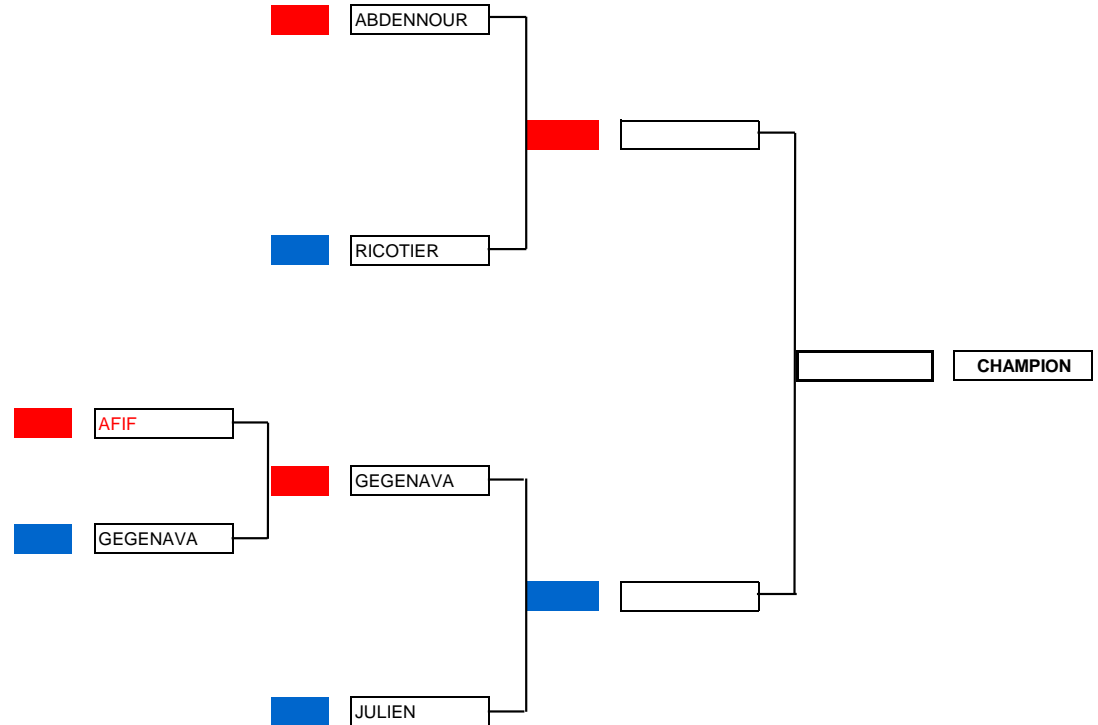 ABDENNOUR
RICOTIER
CHAMPION
AFIF
GEGENAVA
GEGENAVA
JULIEN